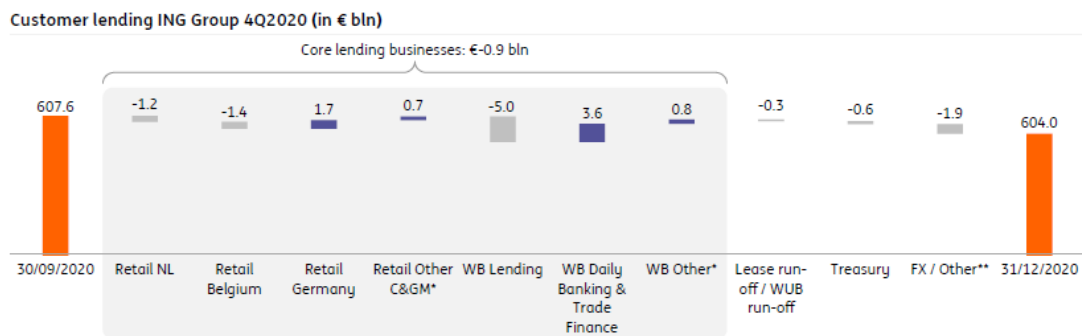 Customer lending ING Group 4Q2020 (in € bln)
Core lending businesses: €-0.9 bln
607.6
-1.2
-1.4
1.7
0.7
-5.0
3.6
0.8
-0.3
-0.6
-1.9
604.0
30/09/2020
Retail NL
Retail
Belgium
Retail
Germany
Retail Other
C&GM*
WB Lending
WB Daily
Banking &
Trade
Finance
WB Other*
Lease run-
off / WUB
run-off
Treasury
FX / Other**
31/12/2020